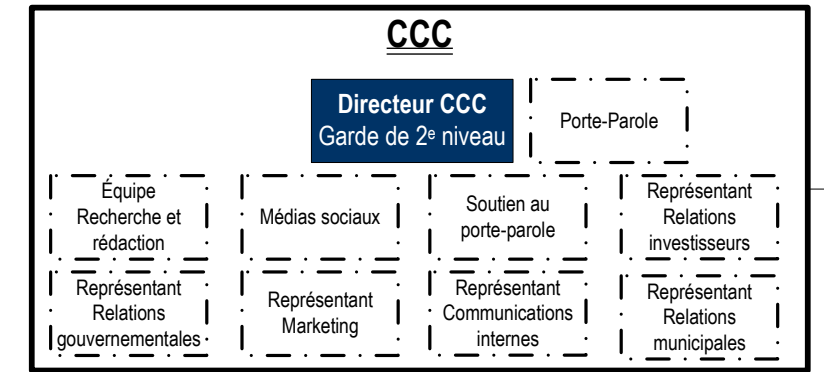 CCC
Directeur CCC
Garde de 2e niveau
Porte-Parole
Équipe
Recherche et
rédaction
Médias sociaux
Soutien au
porte-parole
Représentant
Relations
investisseurs
Représentant
Relations
gouvernementales
Représentant
Marketing
Représentant
Communications
internes
Représentant
Relations
municipales